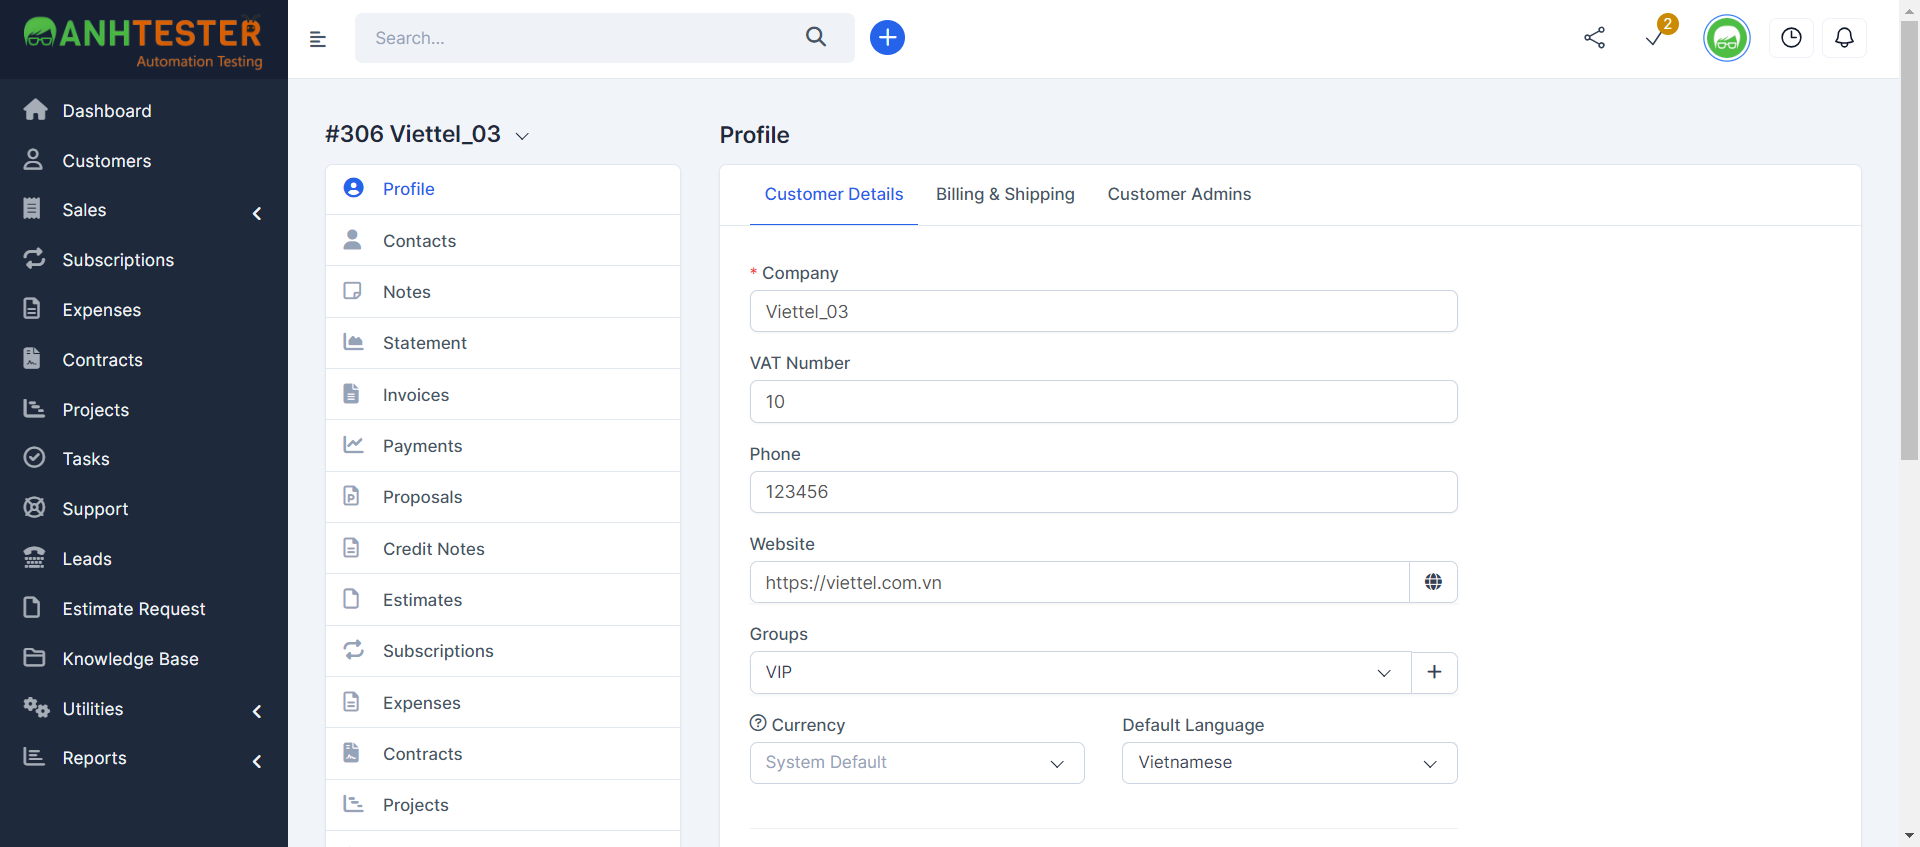 ANHTESTER
Automation Testing
Search...
2
Dashboard
Customers
Sales
Subscriptions
Expenses
Contracts
Projects
Tasks
Support
Leads
Estimate Request
Knowledge Base
Utilities
Reports
#306 Viettel_03
Profile
Contacts
Notes
Statement
Invoices
Payments
Proposals
Credit Notes
Estimates
Subscriptions
Expenses
Contracts
Projects
Profile
Customer Details Billing & Shipping Customer Admins
* Company
Viettel_03
VAT Number
10
Phone
123456
Website
https://viettel.com.vn
Groups
VIP
Currency Default Language
System Default Vietnamese